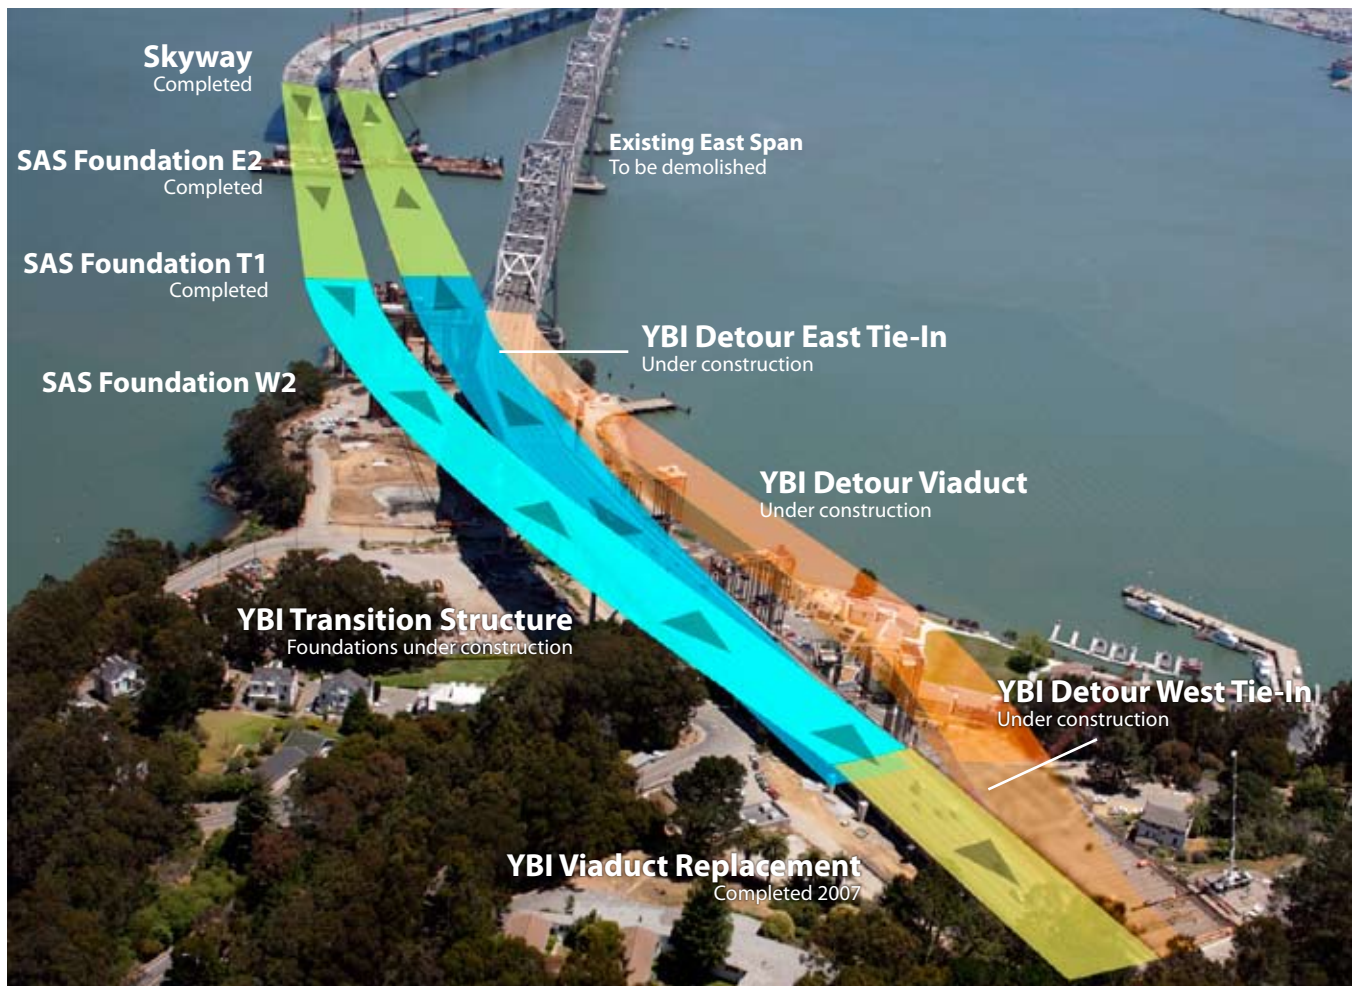 Skyway
Completed
Existing East Span
To be demolished
SAS Foundation E2
Completed
SAS Foundation T1
Completed
YBI Detour East Tie-In
Under construction
SAS Foundation W2
YBI Detour Viaduct
Under construction
YBI Transition Structure
Foundations under construction
YBI Detour West Tie-In
Under construction
YBI Viaduct Replacement
Completed 2007